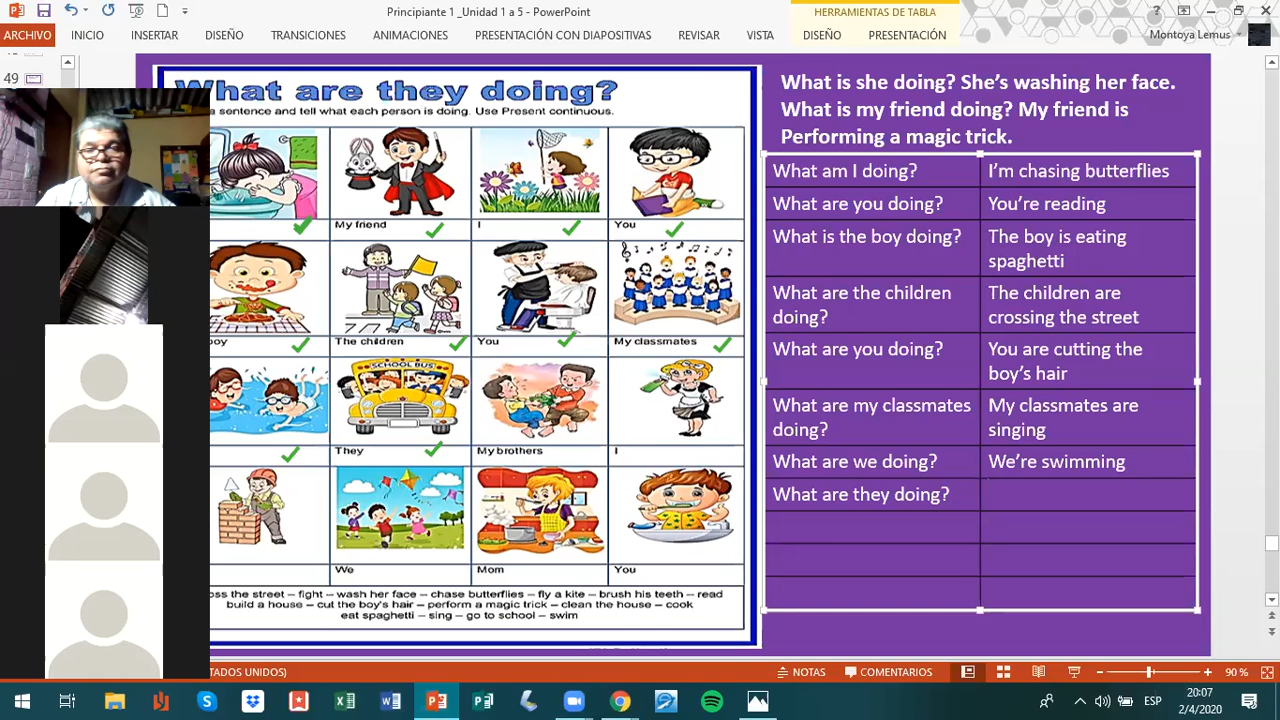 Principiante 1 _Unidad 1 a 5 - PowerPoint
HERRAMIENTAS DE TABLA
ARCHIVO INICIO INSERTAR DISEÑO TRANSICIONES ANIMACIONES PRESENTACIÓN CON DIAPOSITIVAS REVISAR VISTA DISEÑO PRESENTACIÓN Montoya Lemus
49
What are they doing?
a sentence and tell what each person is doing. Use Present continuous.
My friend I You
boy The children You My classmates
SCHOOL BUS
They My brothers I
We Mom You
oss the street – fight – wash her face – chase butterflies – fly a kite – brush his teeth – read
build a house – cut the boy's hair – perform a magic trick – clean the house – cook
eat spaghetti – sing – go to school – swim
What is she doing? She's washing her face.
What is my friend doing? My friend is
Performing a magic trick.
What am I doing? I'm chasing butterflies
What are you doing? You're reading
What is the boy doing? The boy is eating
spaghetti
What are the children The children are
doing? crossing the street
What are you doing? You are cutting the
boy's hair
What are my classmates My classmates are
doing? singing
What are we doing? We're swimming
What are they doing?
TADOS UNIDOS) NOTAS COMENTARIOS 90 %
ESP
20:07
2/4/2020